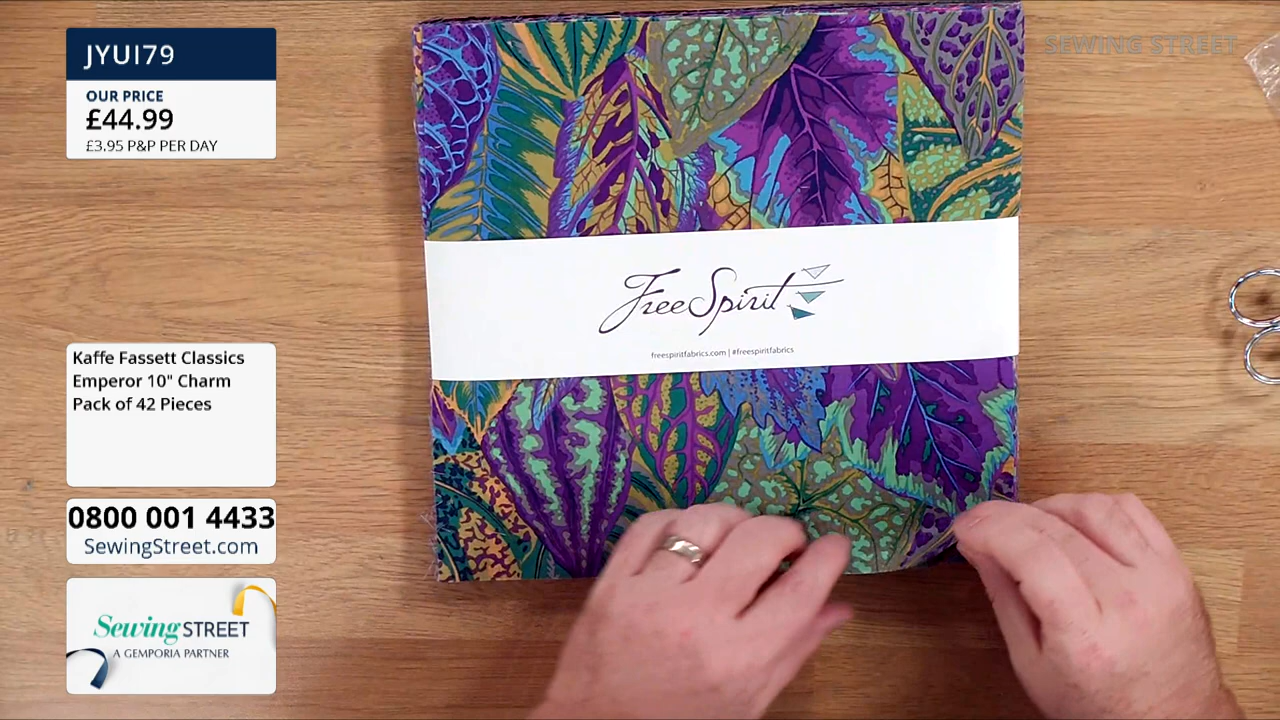 JYUI79
OUR PRICE
£44.99
£3.95 P&P PER DAY
Kaffe Fassett Classics
Emperor 10" Charm
Pack of 42 Pieces
0800 001 4433
SewingStreet.com
Sewing STREET
A GEMPORIA PARTNER
FreeSpirit
freespiritfabrics.com | #freespiritfabrics
SEWING STREET